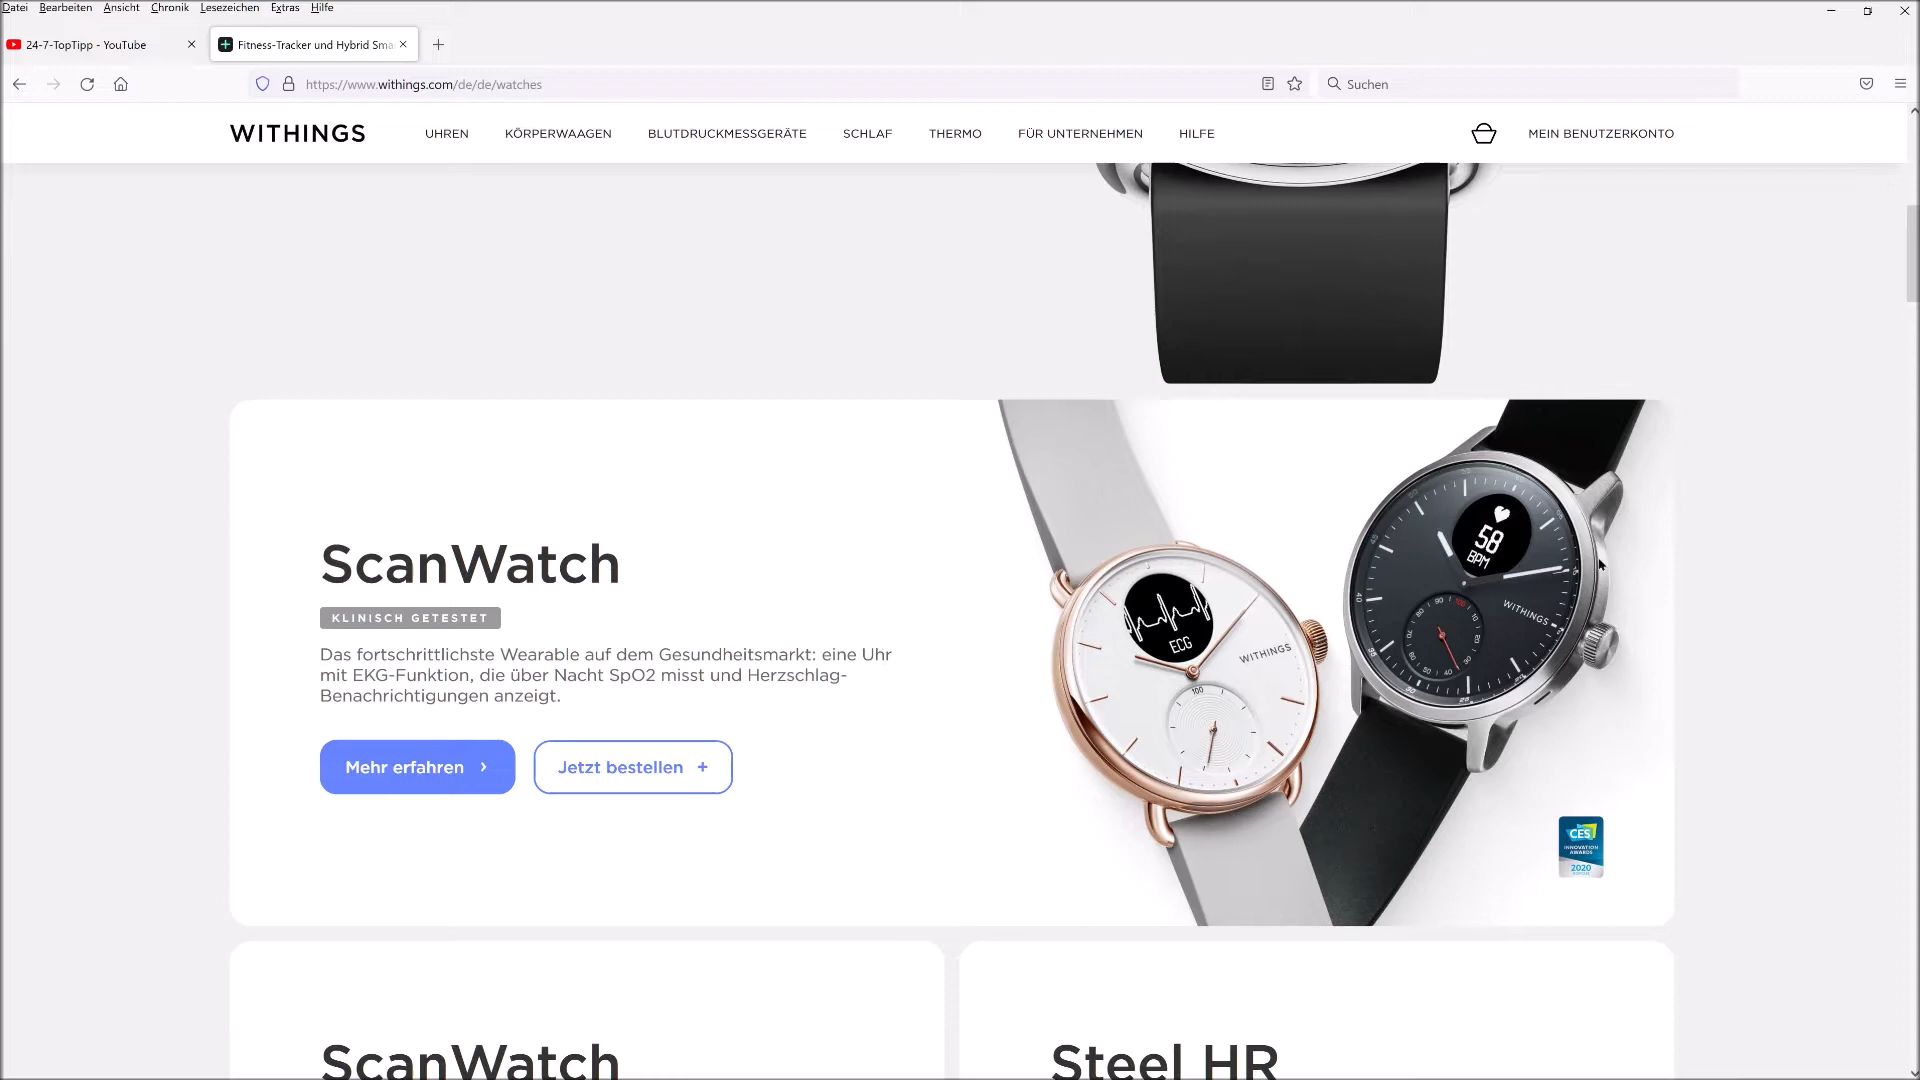 Datei Bearbeiten Ansicht Chronik Lesezeichen Extras Hilfe
24-7-TopTipp - YouTube
Fitness-Tracker und Hybrid Sma
https://www.withings.com/de/de/watches
Suchen
WITHINGS
UHREN KÖRPERWAAGEN BLUTDRUCKMESSGERÄTE SCHLAF THERMO FÜR UNTERNEHMEN HILFE
MEIN BENUTZERKONTO
ScanWatch
KLINISCH GETESTET
Das fortschrittlichste Wearable auf dem Gesundheitsmarkt: eine Uhr
mit EKG-Funktion, die über Nacht SpO2 misst und Herzschlag-
Benachrichtigungen anzeigt.
Mehr erfahren ›
Jetzt bestellen +
ECG
WITHINGS
100
58
BPM
WITHINGS
CES
INNOVATION
AWARDS
2020
ScanWatch
Steel HR